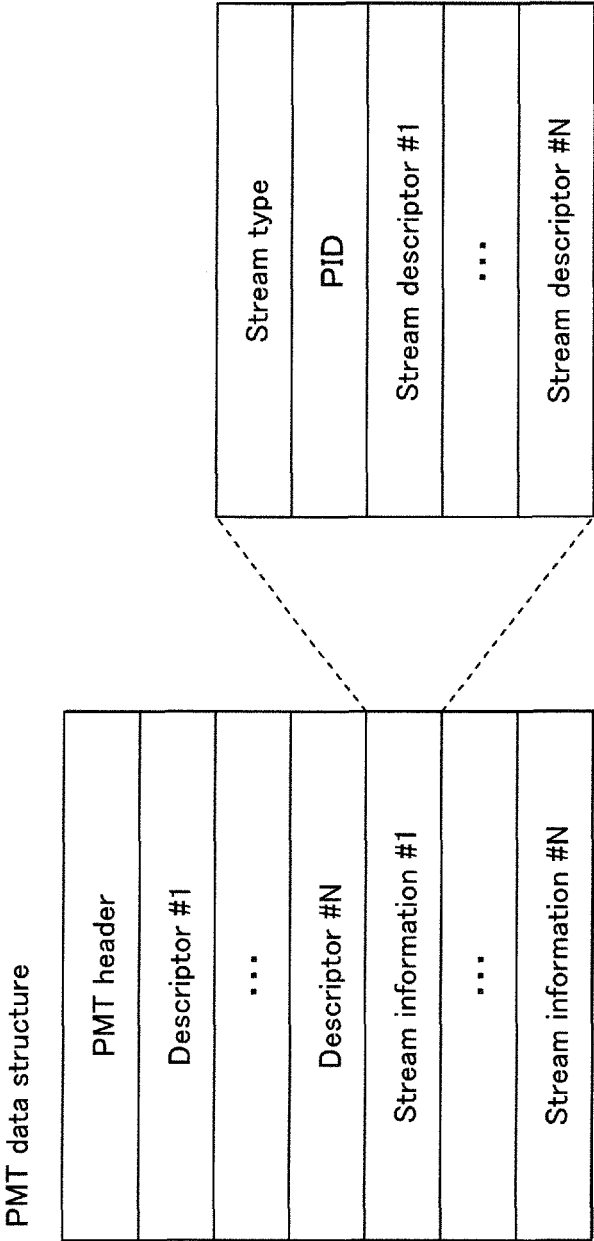 PMT data structure
PMT header
Descriptor #1
...
Descriptor #N
Stream information #1
...
Stream information #N
Stream type
PID
Stream descriptor #1
...
Stream descriptor #N